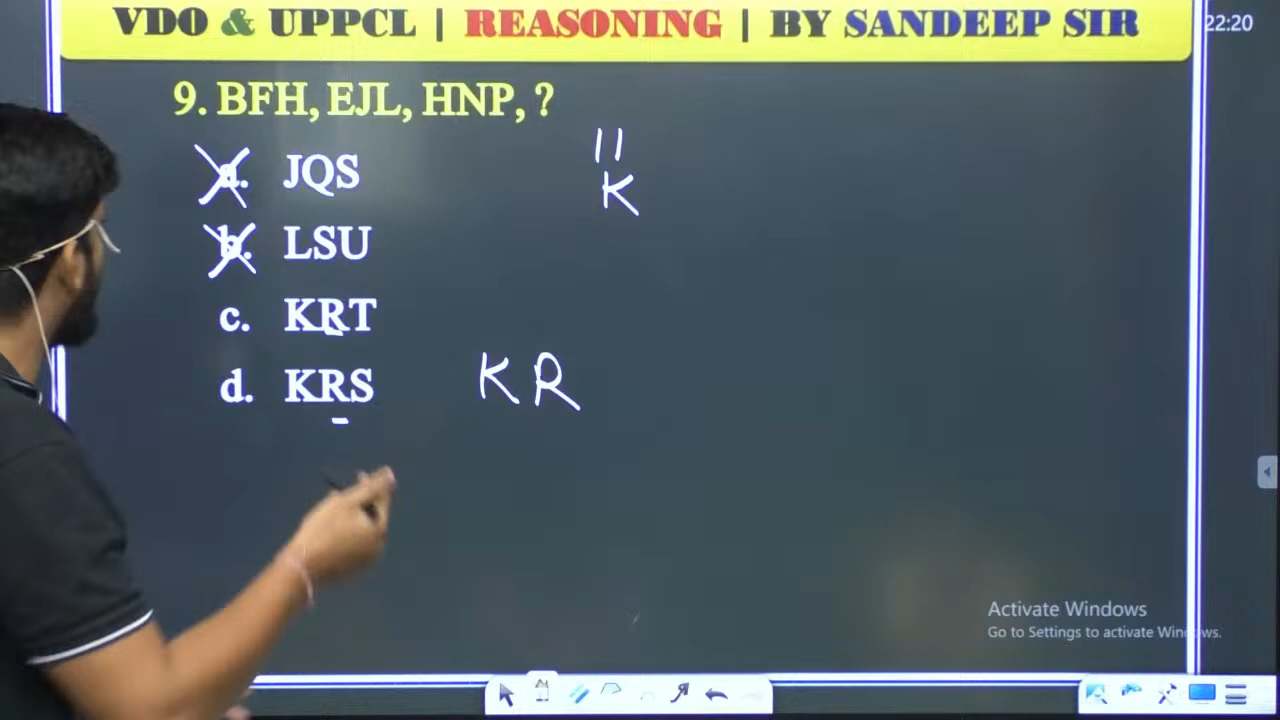 VDO & UPPCL | REASONING | BY SANDEEP SIR
22:20
9. BFH, EJL, HNP, ?
11
K
a. JQS
b. LSU
c. KRT
d. KRS
KR
Activate Windows
Go to Settings to activate Windows.